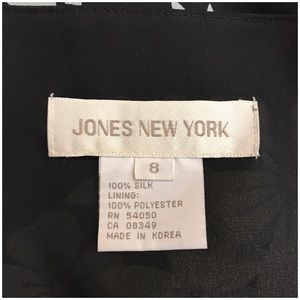 JONES NEW YORK
8
100% SILK
LINING:
100% POLYESTER
RN 54050
CA 08349
MADE IN KOREA